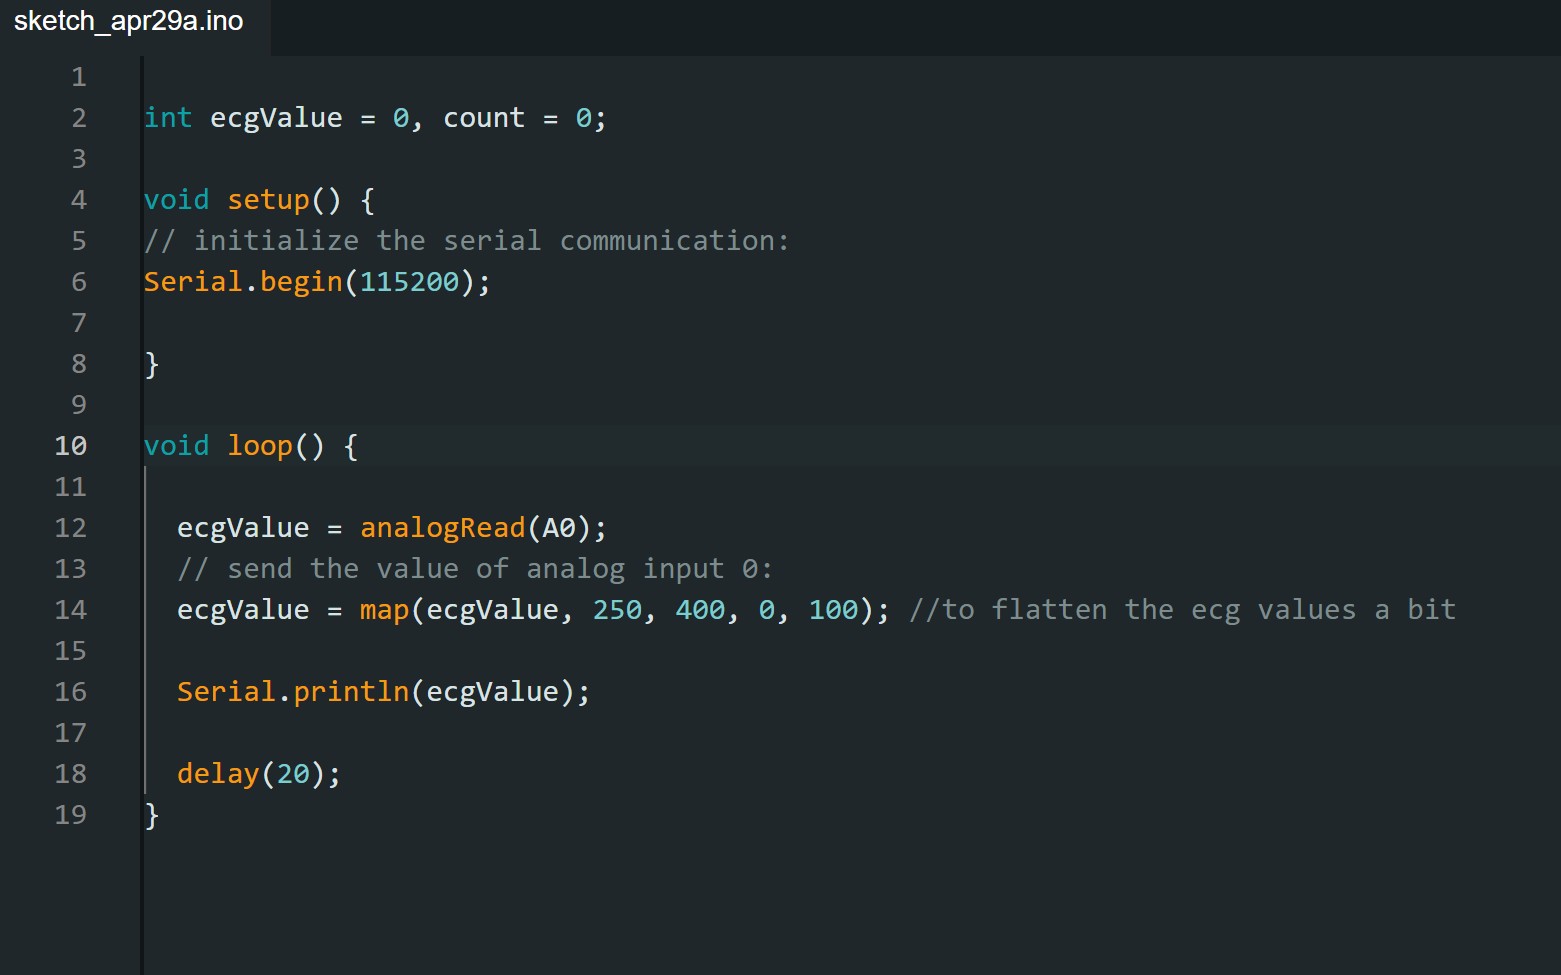 sketch_apr29a.ino
1
2 int ecgValue = 0, count = 0;
3
4 void setup() {
5 // initialize the serial communication:
6 Serial.begin(115200);
7
8 }
9
10 void loop() {
11
12 ecgValue = analogRead(A0);
13 // send the value of analog input 0:
14 ecgValue = map(ecgValue, 250, 400, 0, 100); //to flatten the ecg values a bit
15
16 Serial.println(ecgValue);
17
18 delay(20);
19 }